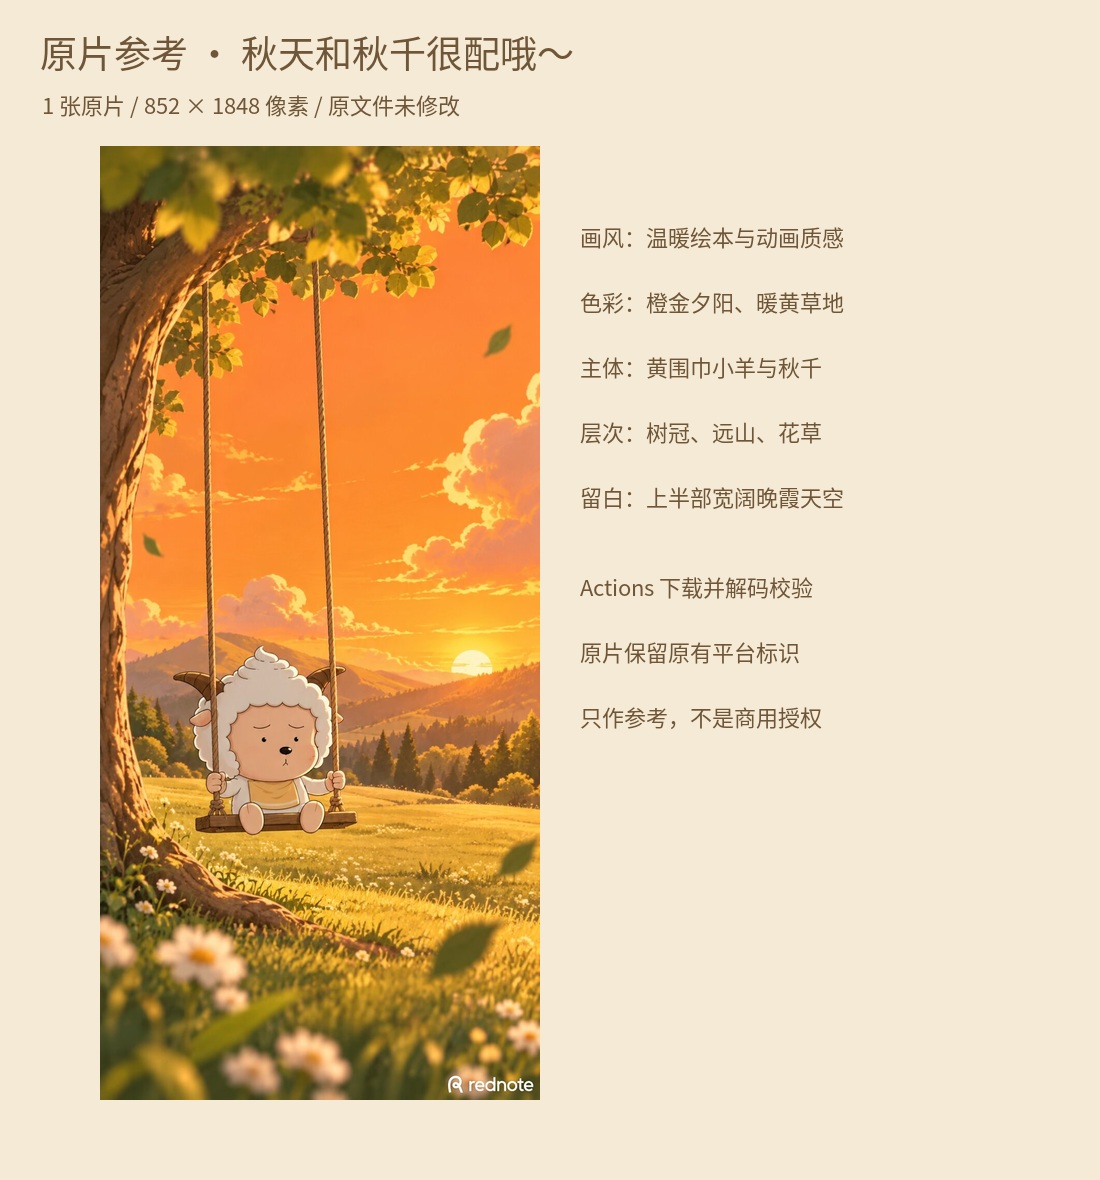 原片参考 · 秋天和秋千很配哦～
1 张原片 / 852 × 1848 像素 / 原文件未修改
画风：温暖绘本与动画质感
色彩：橙金夕阳、暖黄草地
主体：黄围巾小羊与秋千
层次：树冠、远山、花草
留白：上半部宽阔晚霞天空
Actions 下载并解码校验
原片保留原有平台标识
只作参考，不是商用授权
rednote